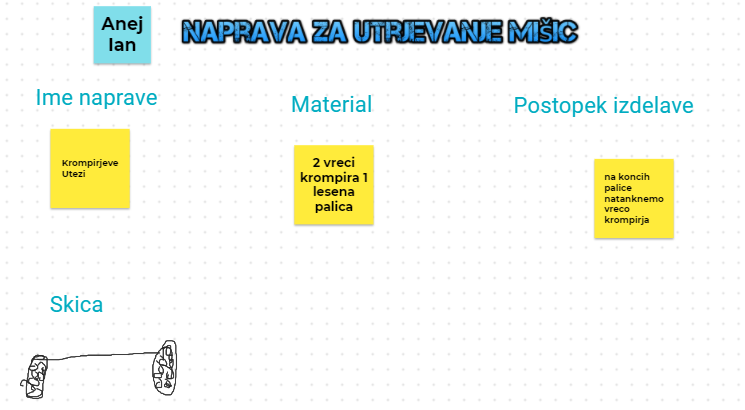 Anej
Ian
NAPRAVA ZA UTRJEVANJE MIŠIC
Ime naprave
Material
Postopek izdelave
Krompirjeve
Utezi
2 vreci
krompira 1
lesena
palica
na koncih
palice
natanknemo
vreco
krompirja
Skica